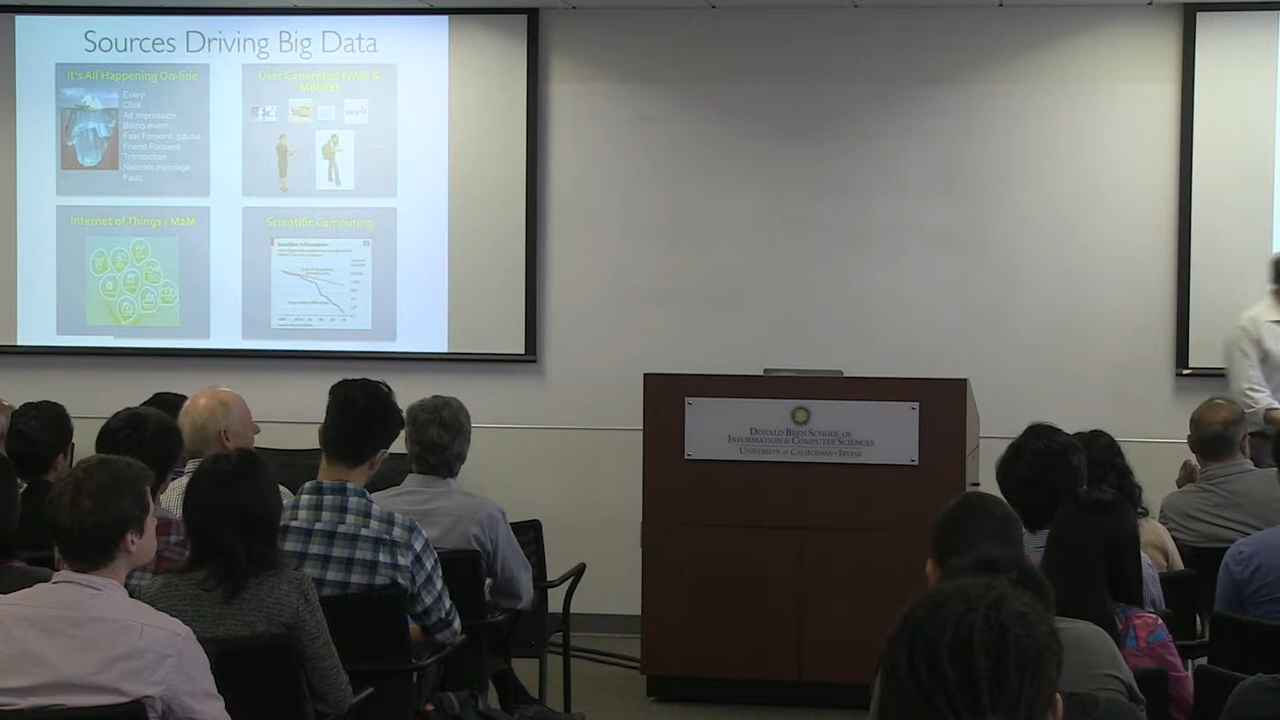 Sources Driving Big Data
It's All Happening On-line
Every:
Click
Ad impression
Billing event
Fast Forward, pause,
Friend Request
Transaction
Network message
Fault
User Generated (Web &
Mobile)
Internet of Things / M2M
Scientific Computing
DONALD BREN SCHOOL OF
INFORMATION & COMPUTER SCIENCES
UNIVERSITY OF CALIFORNIA · IRVINE